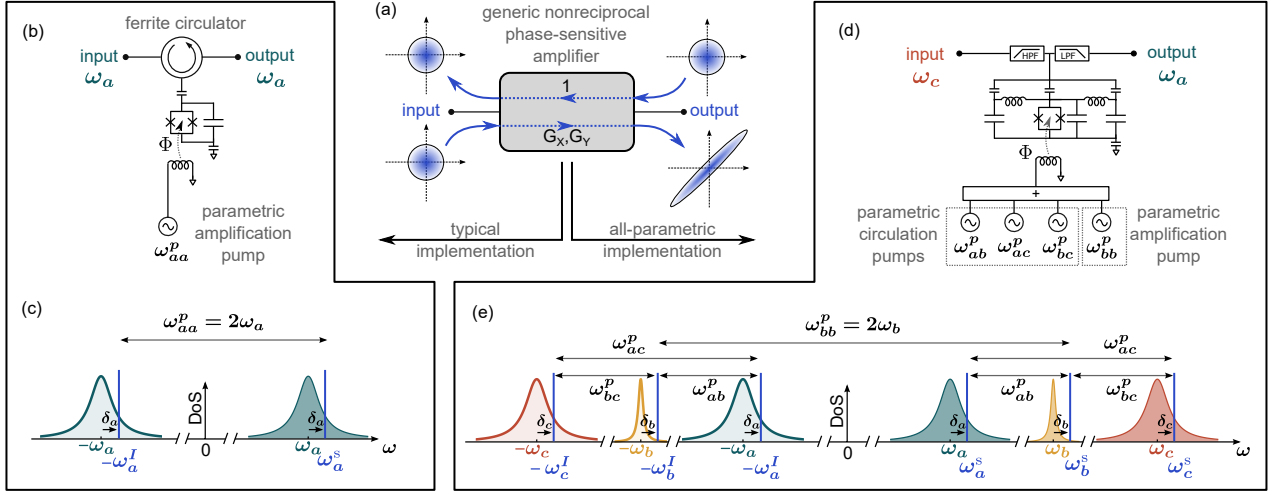 (a)
generic nonreciprocal
phase-sensitive
amplifier
1
input
output
G_X,G_Y
typical
implementation
all-parametric
implementation
(b)
ferrite circulator
input
ω_a
output
ω_a
Φ
parametric
amplification
pump
ω^p_aa
(c)
ω^p_aa = 2ω_a
DoS
δ_a
δ_a
-ω_a
0
ω_a
ω
-ω^I_a
ω^s_a
(d)
input
ω_c
HPF
LPF
output
ω_a
Φ
+
parametric
circulation
pumps
ω^p_ab
ω^p_ac
ω^p_bc
ω^p_bb
parametric
amplification
pump
(e)
ω^p_bb = 2ω_b
ω^p_ac
ω^p_ac
ω^p_bc
ω^p_ab
ω^p_ab
ω^p_bc
DoS
δ_c
δ_b
δ_a
δ_a
δ_b
δ_c
-ω_c
-ω_b
-ω_a
0
ω_a
ω_b
ω_c
ω
-ω^I_c
-ω^I_b
-ω^I_a
ω^s_a
ω^s_b
ω^s_c